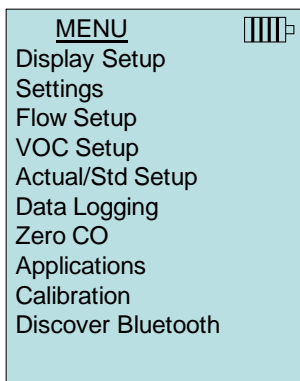 MENU
Display Setup
Settings
Flow Setup
VOC Setup
Actual/Std Setup
Data Logging
Zero CO
Applications
Calibration
Discover Bluetooth